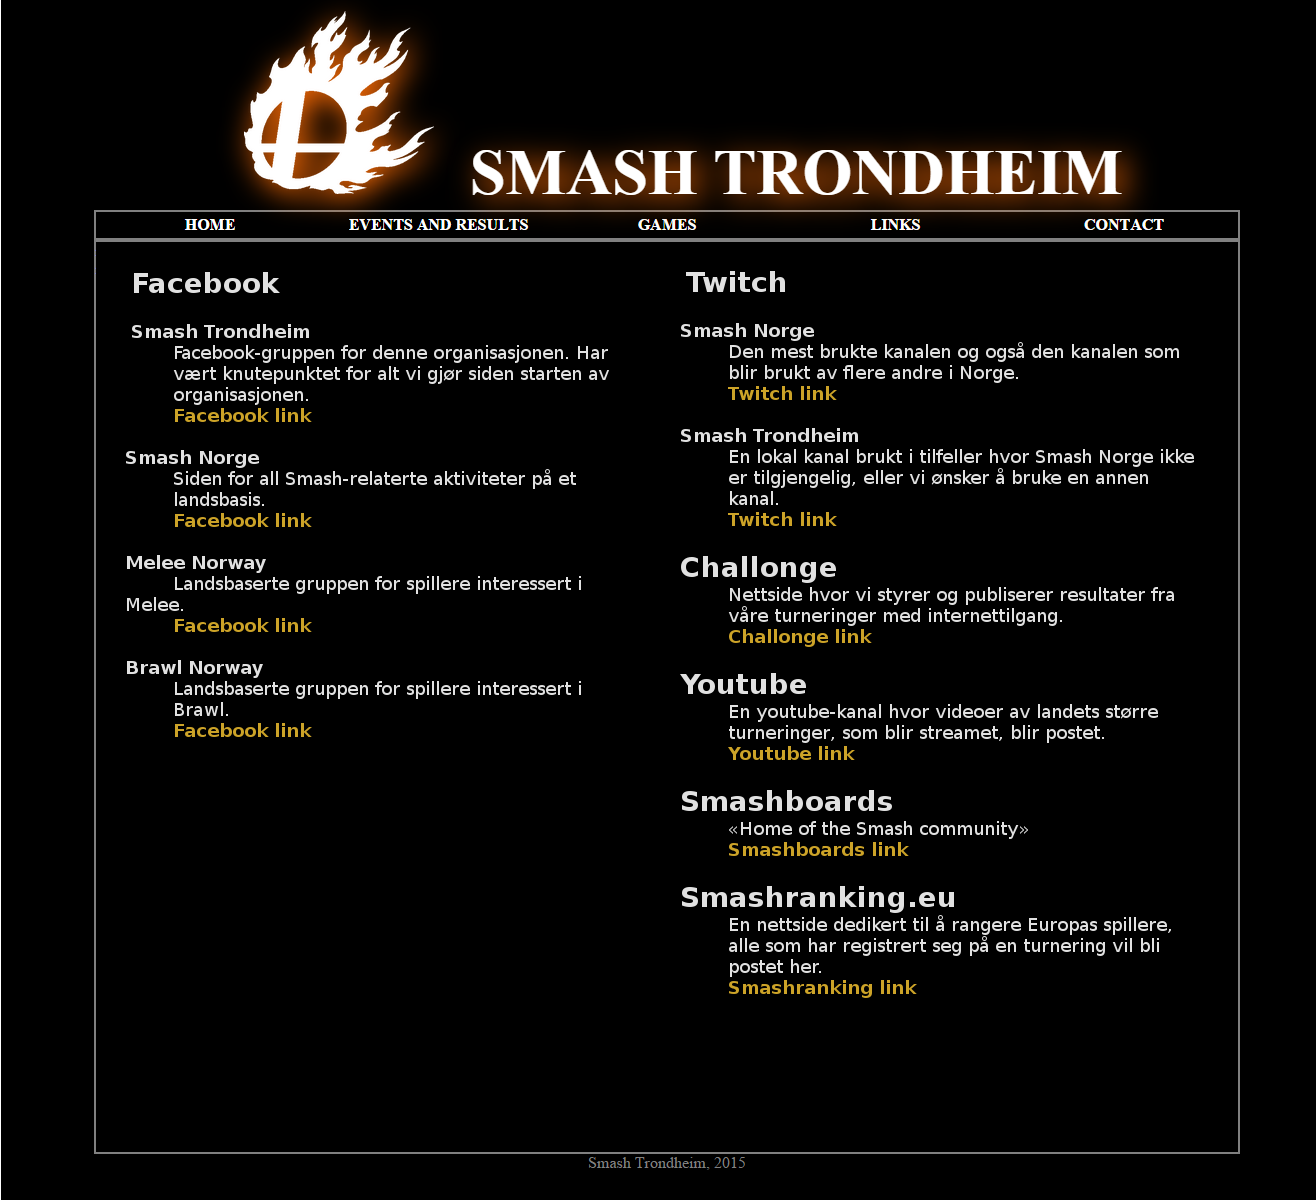 SMASH TRONDHEIM
HOME EVENTS AND RESULTS GAMES LINKS CONTACT
Facebook
Smash Trondheim
Facebook-gruppen for denne organisasjonen. Har
vært knutepunktet for alt vi gjør siden starten av
organisasjonen.
Facebook link
Smash Norge
Siden for all Smash-relaterte aktiviteter på et
landsbasis.
Facebook link
Melee Norway
Landsbaserte gruppen for spillere interessert i
Melee.
Facebook link
Brawl Norway
Landsbaserte gruppen for spillere interessert i
Brawl.
Facebook link
Twitch
Smash Norge
Den mest brukte kanalen og også den kanalen som
blir brukt av flere andre i Norge.
Twitch link
Smash Trondheim
En lokal kanal brukt i tilfeller hvor Smash Norge ikke
er tilgjengelig, eller vi ønsker å bruke en annen
kanal.
Twitch link
Challonge
Nettside hvor vi styrer og publiserer resultater fra
våre turneringer med internettilgang.
Challonge link
Youtube
En youtube-kanal hvor videoer av landets større
turneringer, som blir streamet, blir postet.
Youtube link
Smashboards
«Home of the Smash community»
Smashboards link
Smashranking.eu
En nettside dedikert til å rangere Europas spillere,
alle som har registrert seg på en turnering vil bli
postet her.
Smashranking link
Smash Trondheim, 2015